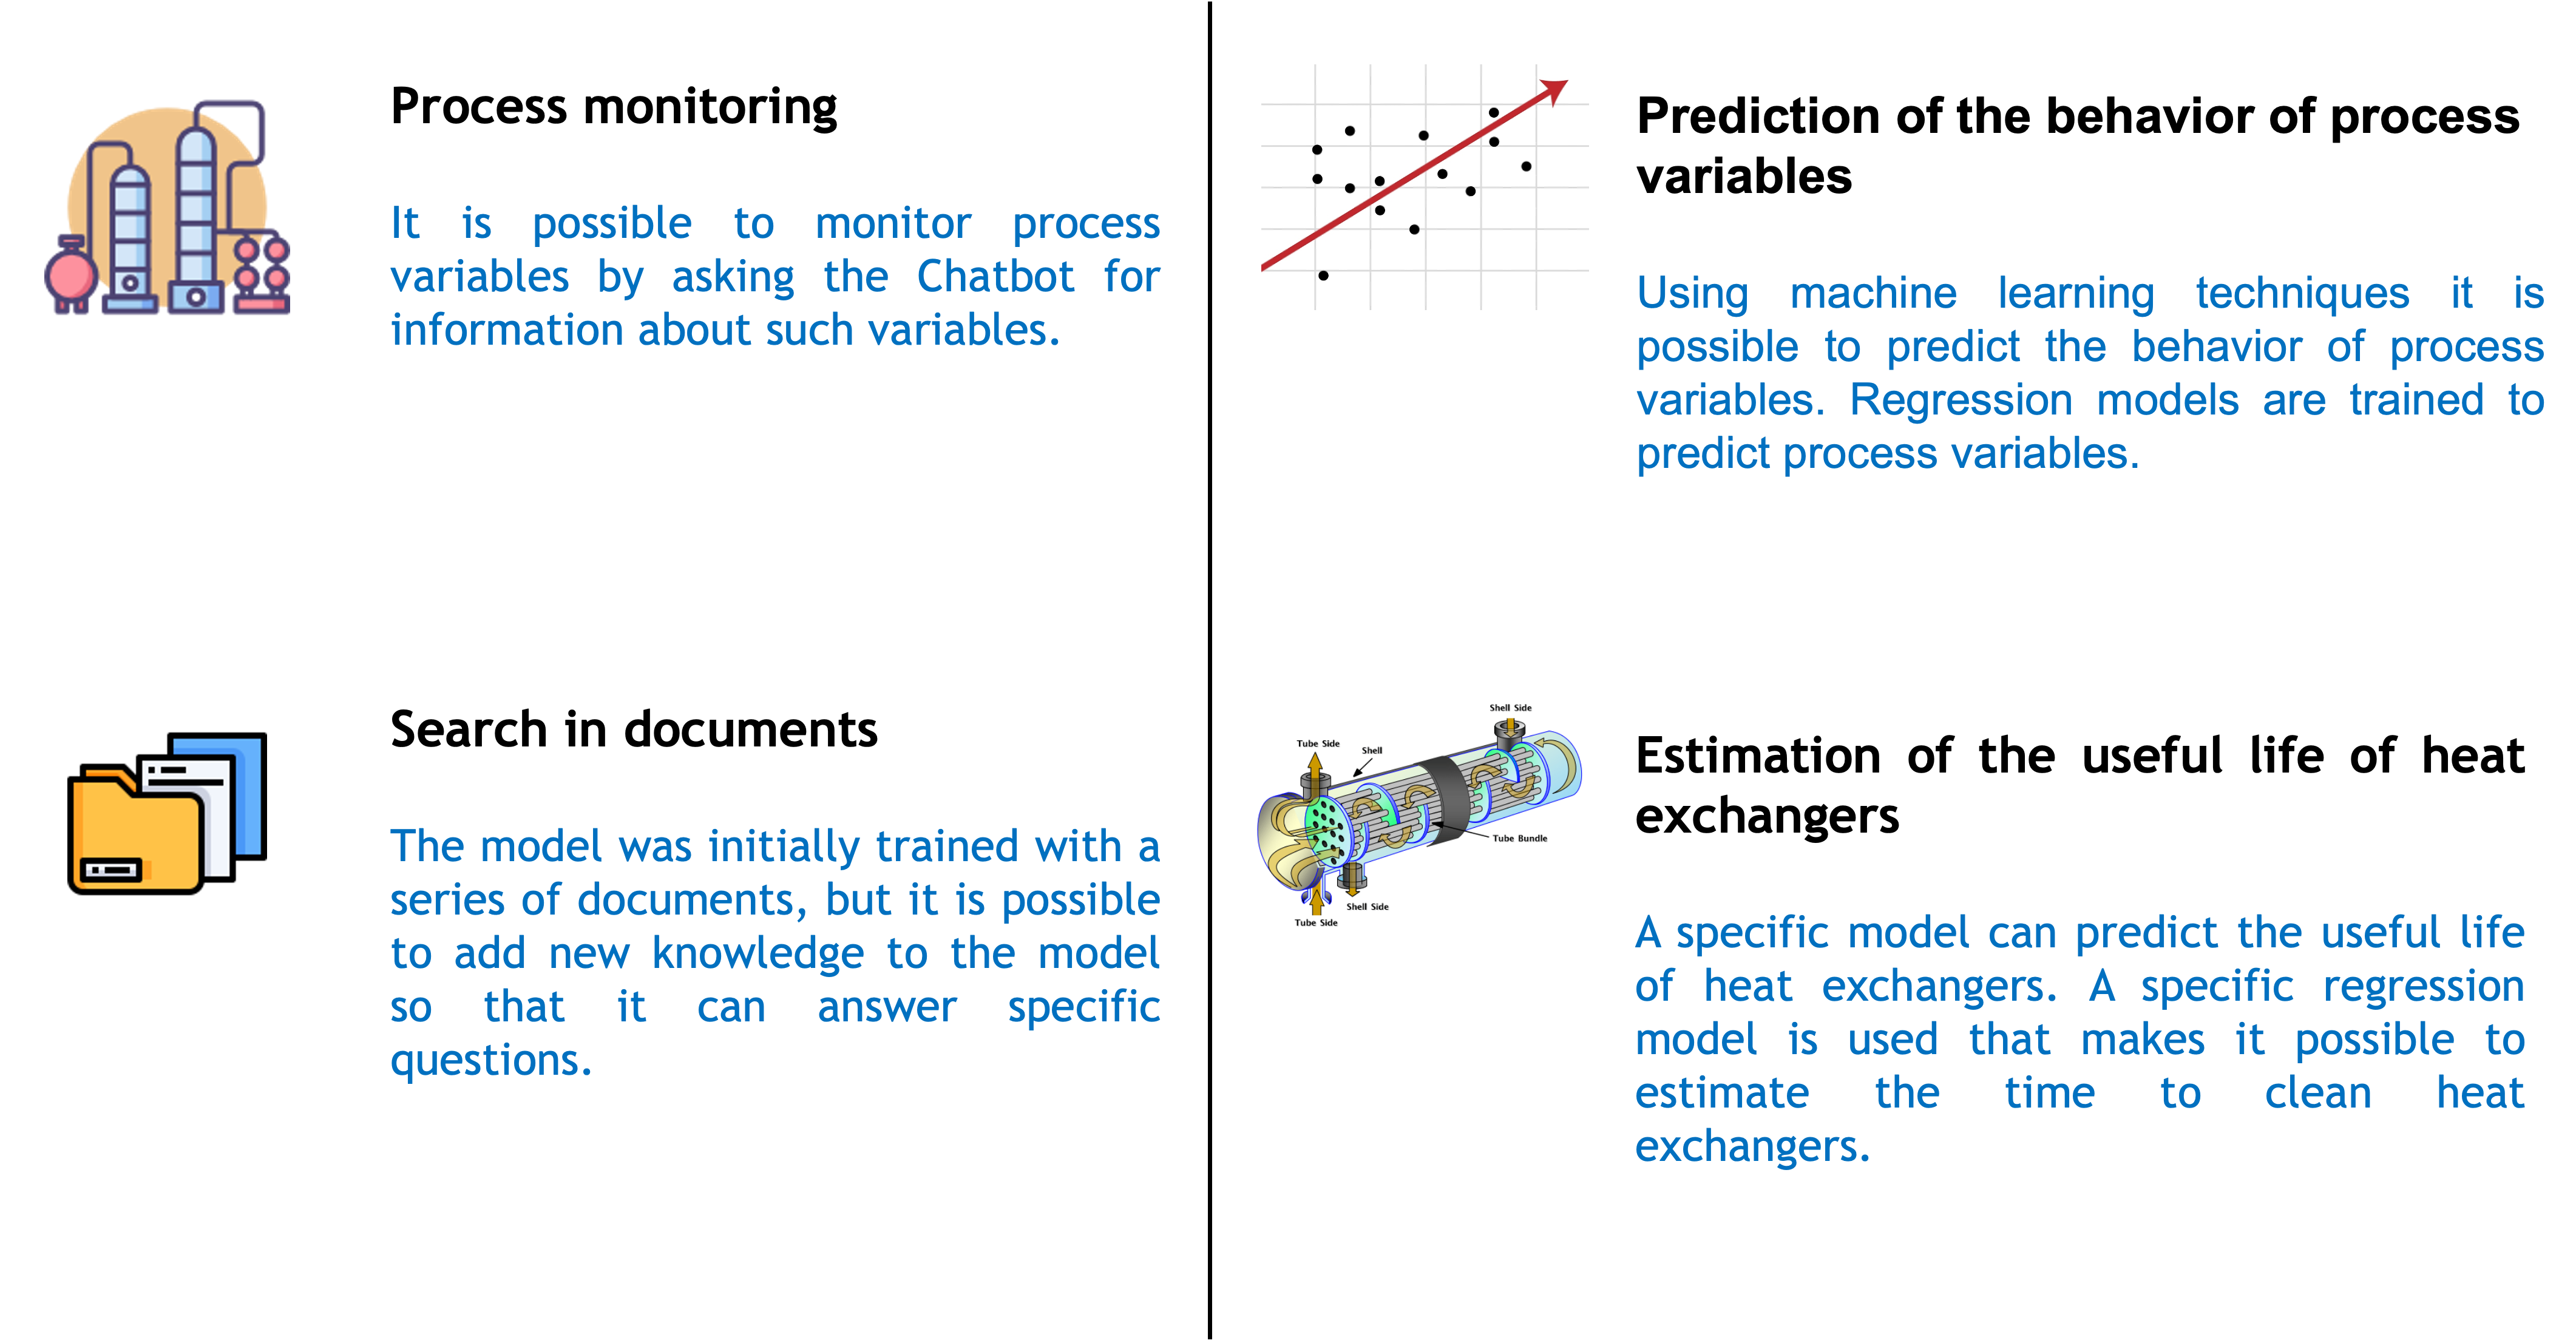 Process monitoring
It is possible to monitor process
variables by asking the Chatbot for
information about such variables.
Search in documents
The model was initially trained with a
series of documents, but it is possible
to add new knowledge to the model
so that it can answer specific
questions.
Prediction of the behavior of process
variables
Using machine learning techniques it is
possible to predict the behavior of process
variables. Regression models are trained to
predict process variables.
Shell Side
Tube Side
Shell
Tube Bundle
Shell Side
Tube Side
Estimation of the useful life of heat
exchangers
A specific model can predict the useful life
of heat exchangers. A specific regression
model is used that makes it possible to
estimate the time to clean heat
exchangers.